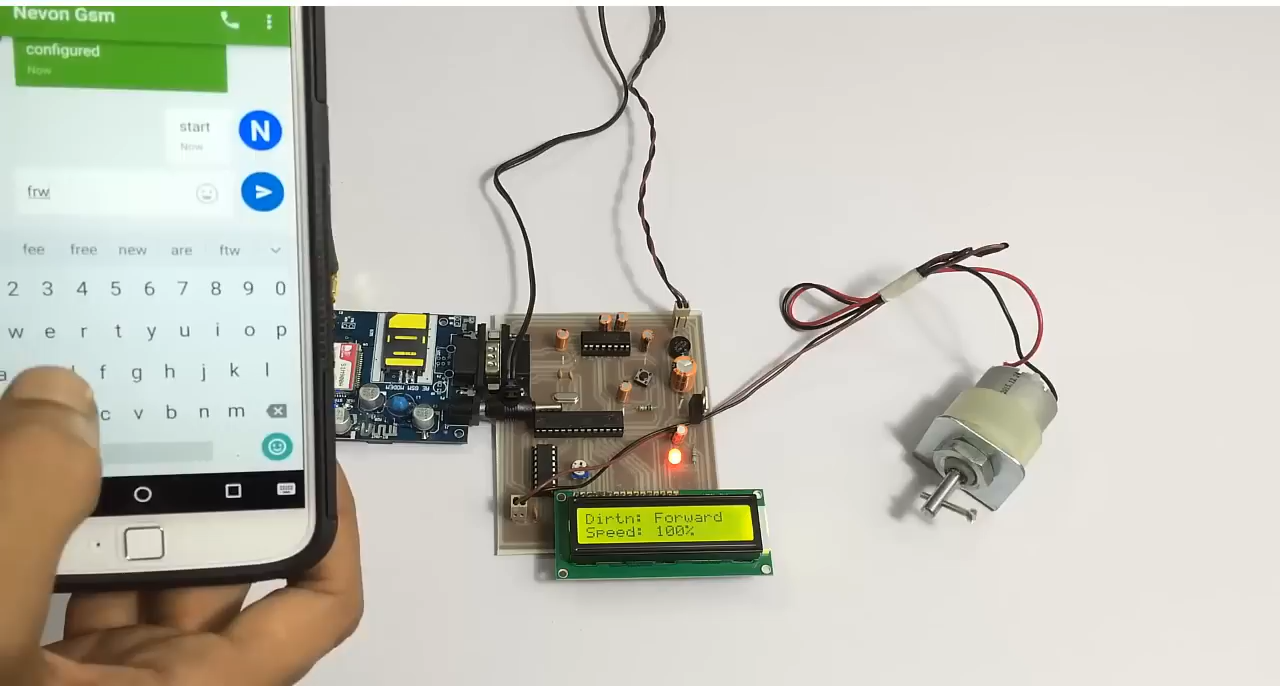 Nevon Gsm
configured
Now
start
N
Now
frw
fee free new are ftw
2 3 4 5 6 7 8 9 0
w e r t y u i o p
a f g h j k l
c v b n m
Dirtn: Forward
Speed: 100%